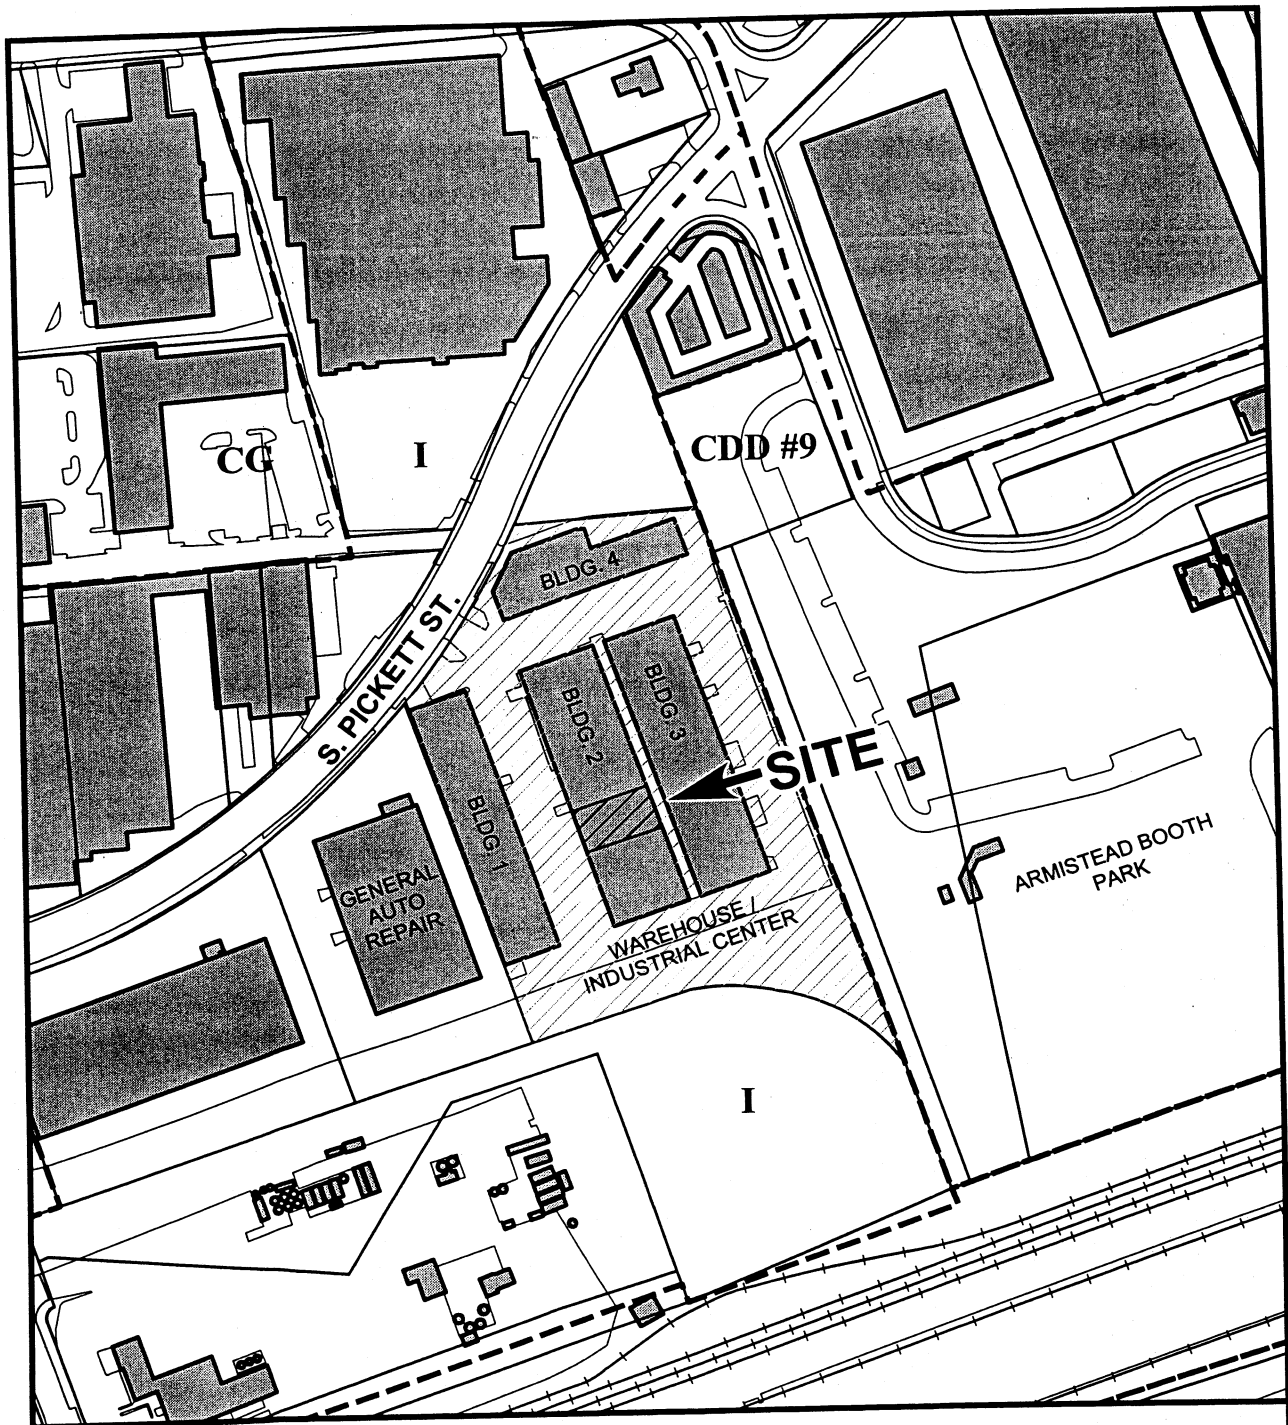 CG
I
CDD #9
BLDG. 4
S. PICKETT ST.
BLDG. 2
BLDG. 3
SITE
BLDG. 1
GENERAL
AUTO
REPAIR
ARMISTEAD BOOTH
PARK
WAREHOUSE /
INDUSTRIAL CENTER
I